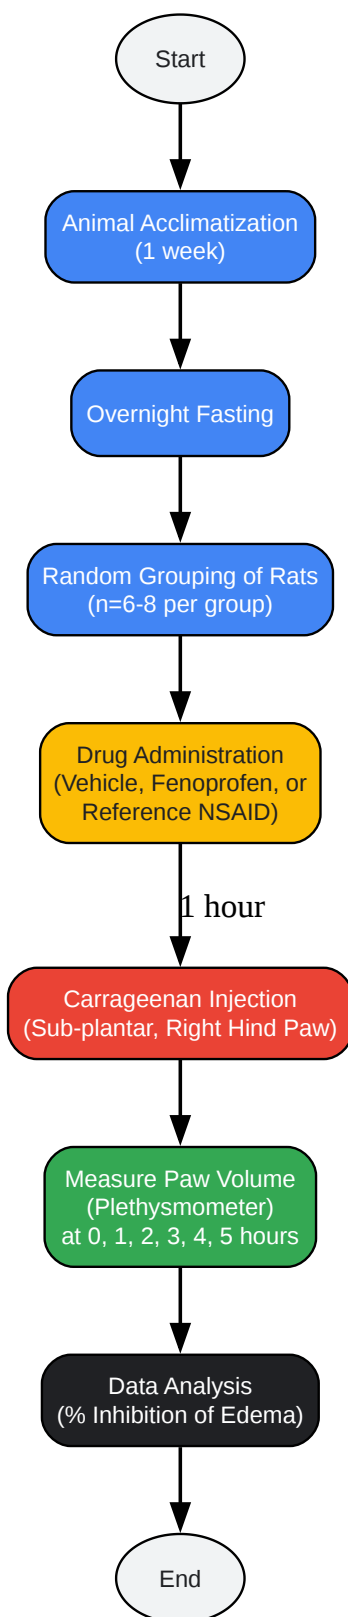 Start
Animal Acclimatization
(1 week)
Overnight Fasting
Random Grouping of Rats
(n=6-8 per group)
Drug Administration
(Vehicle, Fenoprofen, or
Reference NSAID)
1 hour
Carrageenan Injection
(Sub-plantar, Right Hind Paw)
Measure Paw Volume
(Plethysmometer)
at 0, 1, 2, 3, 4, 5 hours
Data Analysis
(% Inhibition of Edema)
End